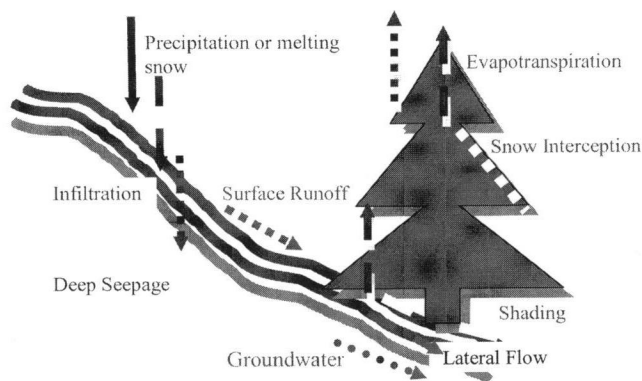 Precipitation or melting
snow
Evapotranspiration
Snow Interception
Infiltration
Surface Runoff
Deep Seepage
Shading
Groundwater
Lateral Flow